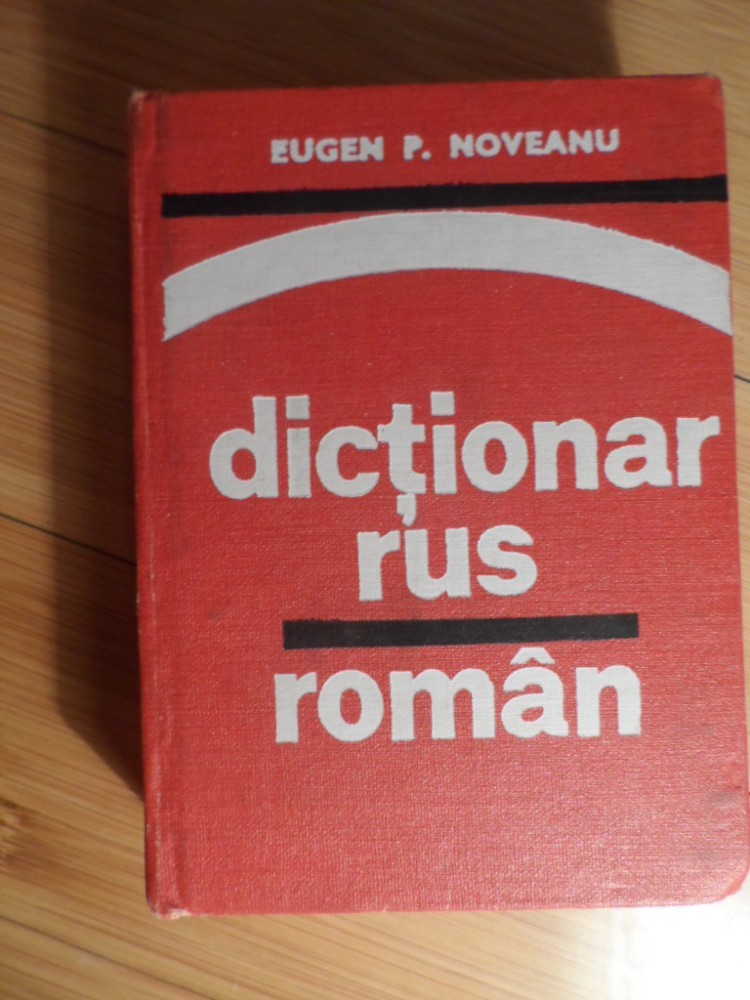 EUGEN P. NOVEANU
dicționar
rus
român